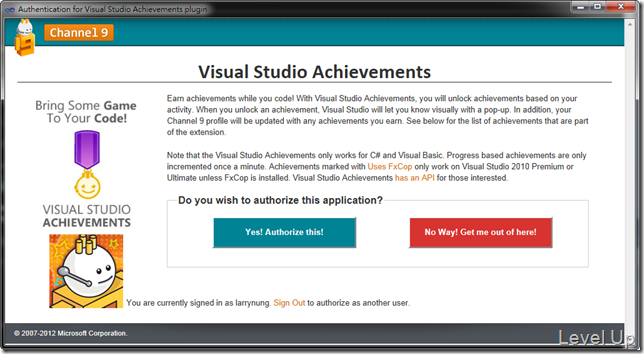 Authentication for Visual Studio Achievements plugin
Channel 9
Visual Studio Achievements
Bring Some Game
To Your Code!
VISUAL STUDIO
ACHIEVEMENTS
Earn achievements while you code! With Visual Studio Achievements, you will unlock achievements based on your
activity. When you unlock an achievement, Visual Studio will let you know visually with a pop-up. In addition, your
Channel 9 profile will be updated with any achievements you earn. See below for the list of achievements that are
part of the extension.
Note that the Visual Studio Achievements only works for C# and Visual Basic. Progress based achievements are only
incremented once a minute. Achievements marked with Uses FxCop only work on Visual Studio 2010 Premium or
Ultimate unless FxCop is installed. Visual Studio Achievements has an API for those interested.
Do you wish to authorize this application?
Yes! Authorize this!
No Way! Get me out of here!
You are currently signed in as larrynung. Sign Out to authorize as another user.
© 2007-2012 Microsoft Corporation.
Level Up